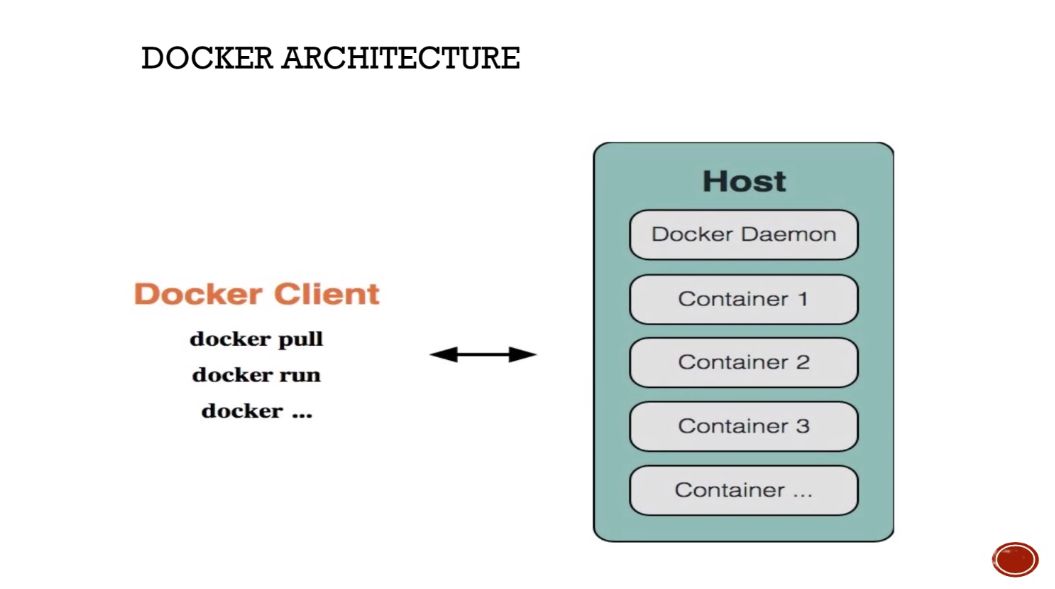 DOCKER ARCHITECTURE
Docker Client
docker pull
docker run
docker ...
Host
Docker Daemon
Container 1
Container 2
Container 3
Container ...